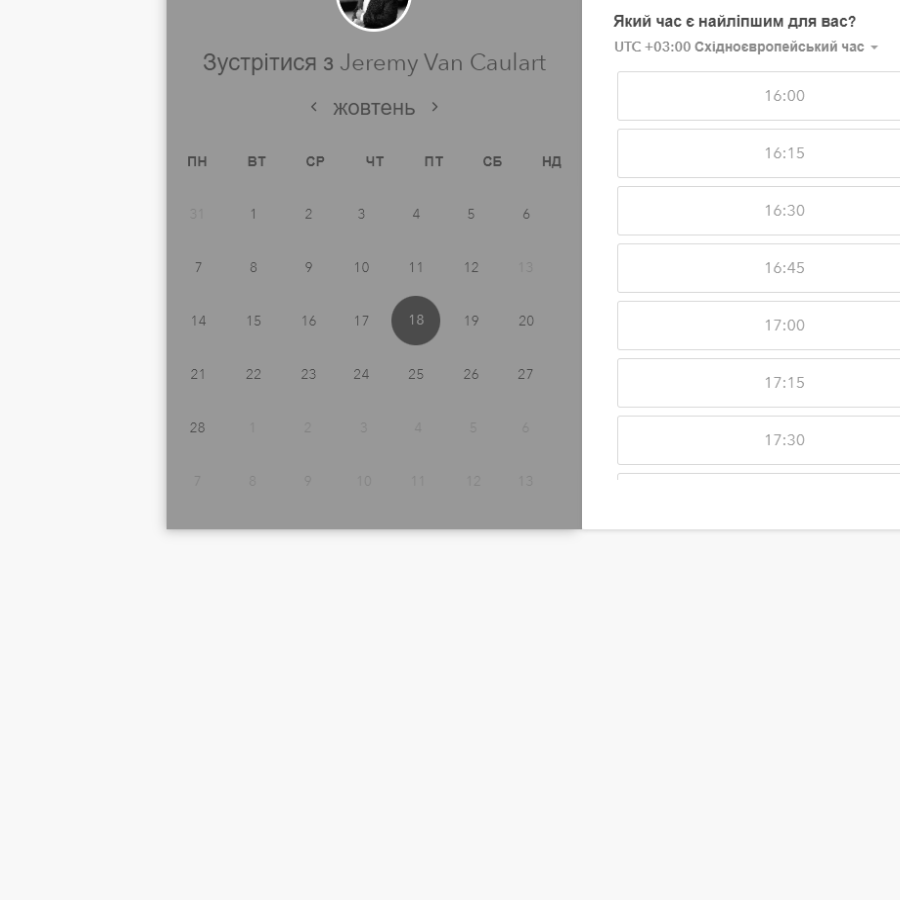 Зустрітися з Jeremy Van Caulart
< жовтень >
ПН ВТ СР ЧТ ПТ СБ НД
31 1 2 3 4 5 6
7 8 9 10 11 12 13
14 15 16 17 18 19 20
21 22 23 24 25 26 27
28 1 2 3 4 5 6
7 8 9 10 11 12 13
Який час є найліпшим для вас?
UTC +03:00 Східноєвропейський час
16:00
16:15
16:30
16:45
17:00
17:15
17:30